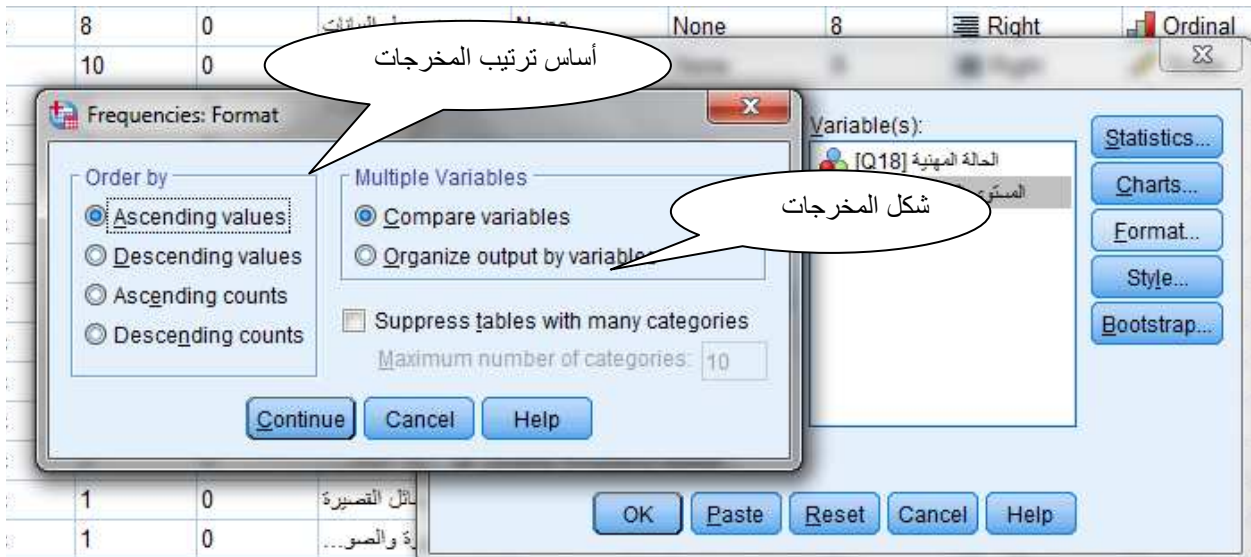 8 0 None 8 Right Ordinal
10 0
أساس ترتيب المخرجات
Frequencies: Format
Order by
Ascending values
Descending values
Ascending counts
Descending counts
Multiple Variables
Compare variables
Organize output by variables
Suppress tables with many categories
Maximum number of categories: 10
Continue Cancel Help
شكل المخرجات
Variable(s):
الحالة المهنية [Q18]
Statistics...
Charts...
Format...
Style...
Bootstrap...
1 0 القصيرة
1 0 والصو...
OK Paste Reset Cancel Help